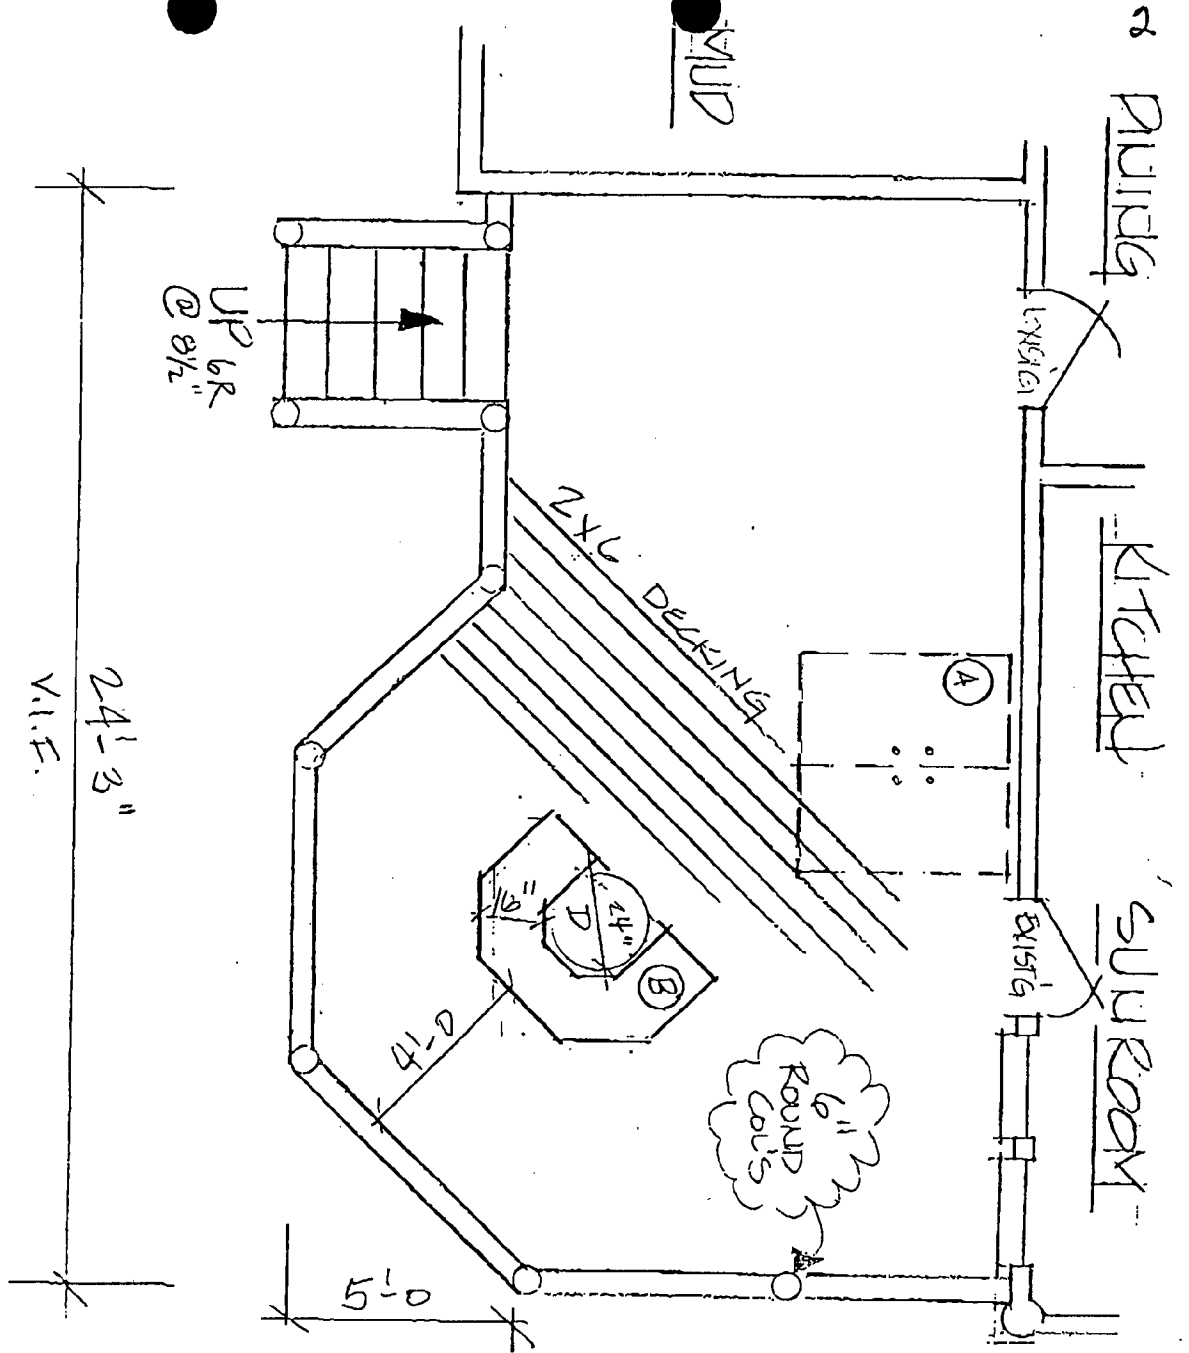 2
DINING
KITCHEN
SUNROOM
MUD
EXIST'G
EXIST'G
A
2X6 DECKING
UP 6R
@ 8½"
24"
D
18"
B
4'-0
6"
ROUND
COL'S
5'-0
24'-3"
V.I.F.